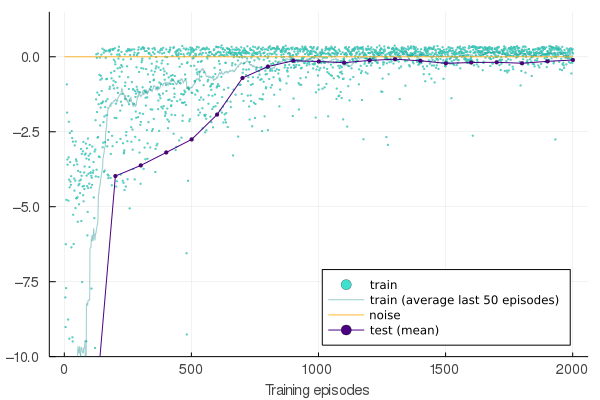 0.0
−2.5
−5.0
−7.5
−10.0
0
500
1000
1500
2000
Training episodes
train
train (average last 50 episodes)
noise
test (mean)